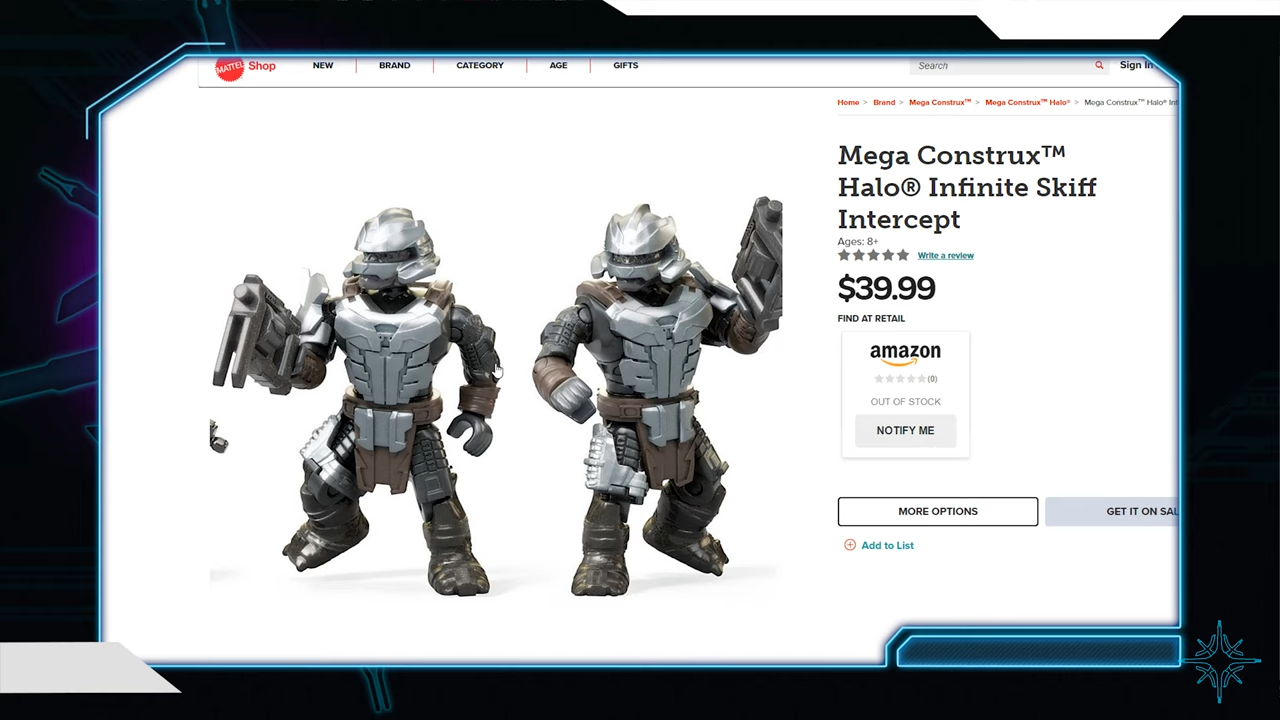 MATTEL Shop
NEW
BRAND
CATEGORY
AGE
GIFTS
Search
Sign In
Home > Brand > Mega Construx™ > Mega Construx™ Halo® > Mega Construx™ Halo® Inf
Mega Construx™
Halo® Infinite Skiff
Intercept
Ages: 8+
Write a review
$39.99
FIND AT RETAIL
amazon
(0)
OUT OF STOCK
NOTIFY ME
MORE OPTIONS
GET IT ON SAL
Add to List